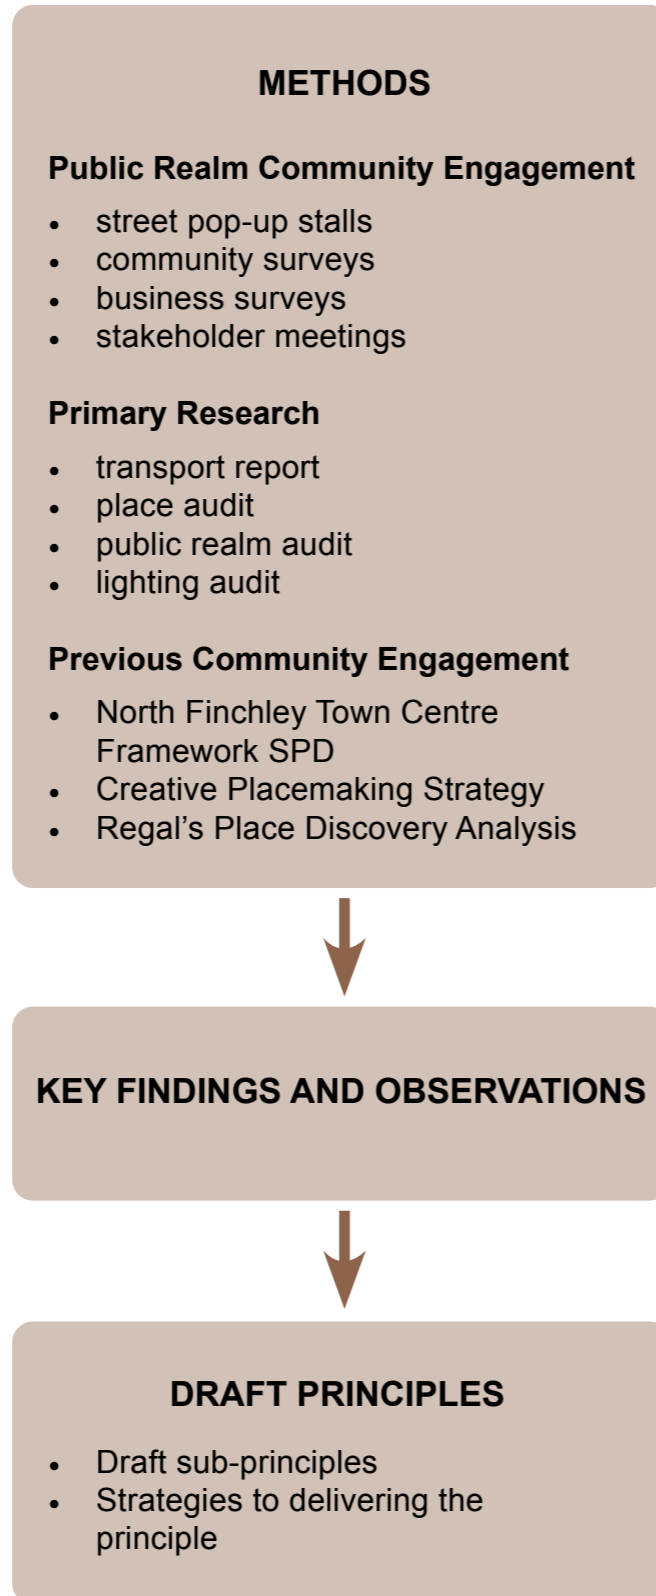 METHODS
Public Realm Community Engagement
• street pop-up stalls
• community surveys
• business surveys
• stakeholder meetings
Primary Research
• transport report
• place audit
• public realm audit
• lighting audit
Previous Community Engagement
• North Finchley Town Centre
Framework SPD
• Creative Placemaking Strategy
• Regal’s Place Discovery Analysis
KEY FINDINGS AND OBSERVATIONS
DRAFT PRINCIPLES
• Draft sub-principles
• Strategies to delivering the
principle